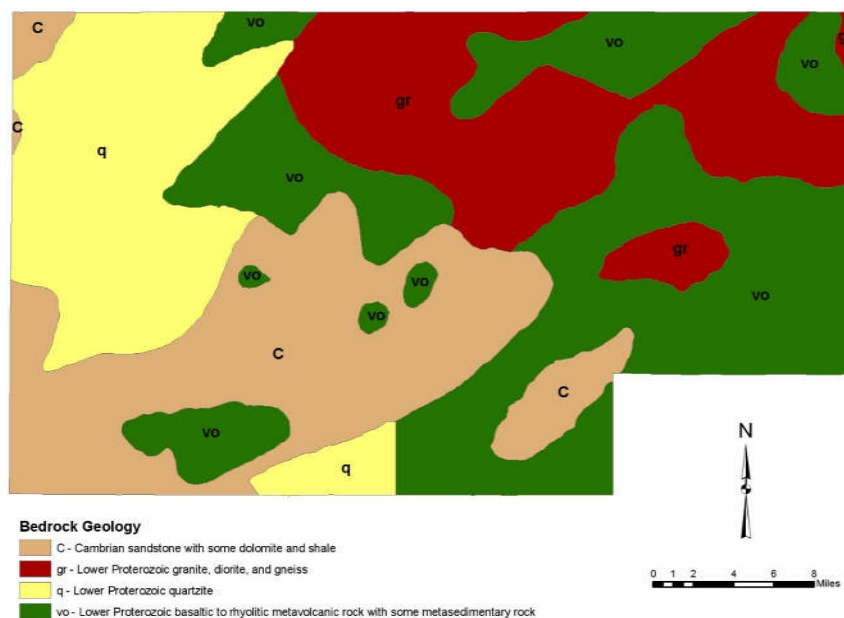 C
vo
vo
vo
g
C
gr
q
vo
gr
vo
vo
vo
vo
C
C
vo
q
N
Bedrock Geology
C - Cambrian sandstone with some dolomite and shale
gr - Lower Proterozoic granite, diorite, and gneiss
q - Lower Proterozoic quartzite
vo - Lower Proterozoic basaltic to rhyolitic metavolcanic rock with some metasedimentary rock
0 1 2 4 6 8
Miles